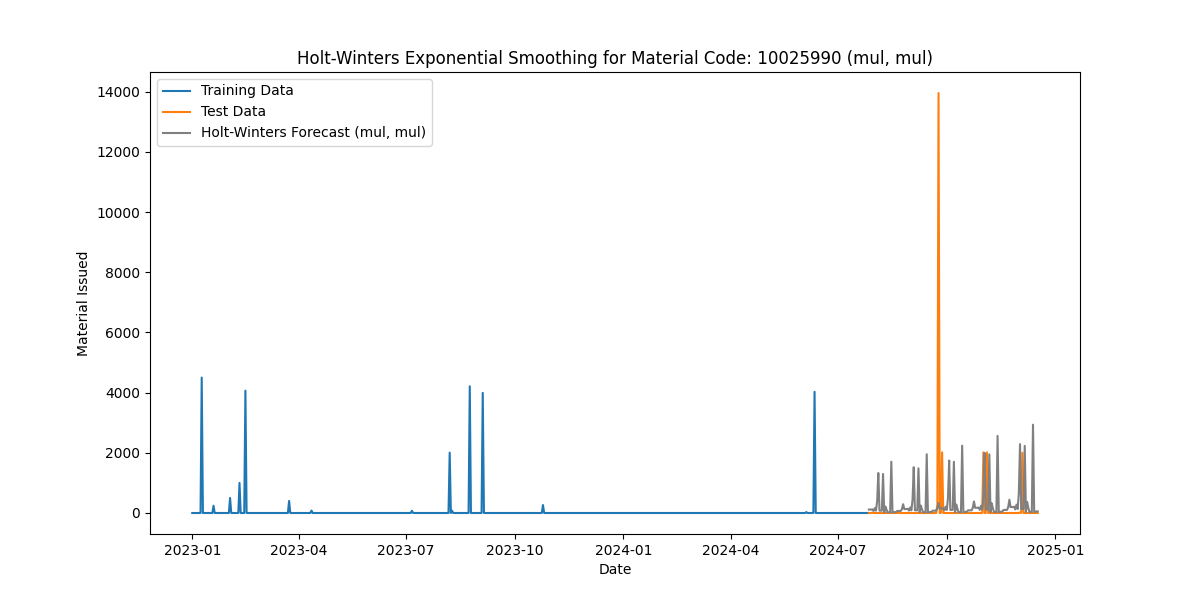 Holt-Winters Exponential Smoothing for Material Code: 10025990 (mul, mul)
Training Data
Test Data
Holt-Winters Forecast (mul, mul)
14000
12000
10000
8000
6000
4000
2000
0
Material Issued
2023-01
2023-04
2023-07
2023-10
2024-01
2024-04
2024-07
2024-10
2025-01
Date